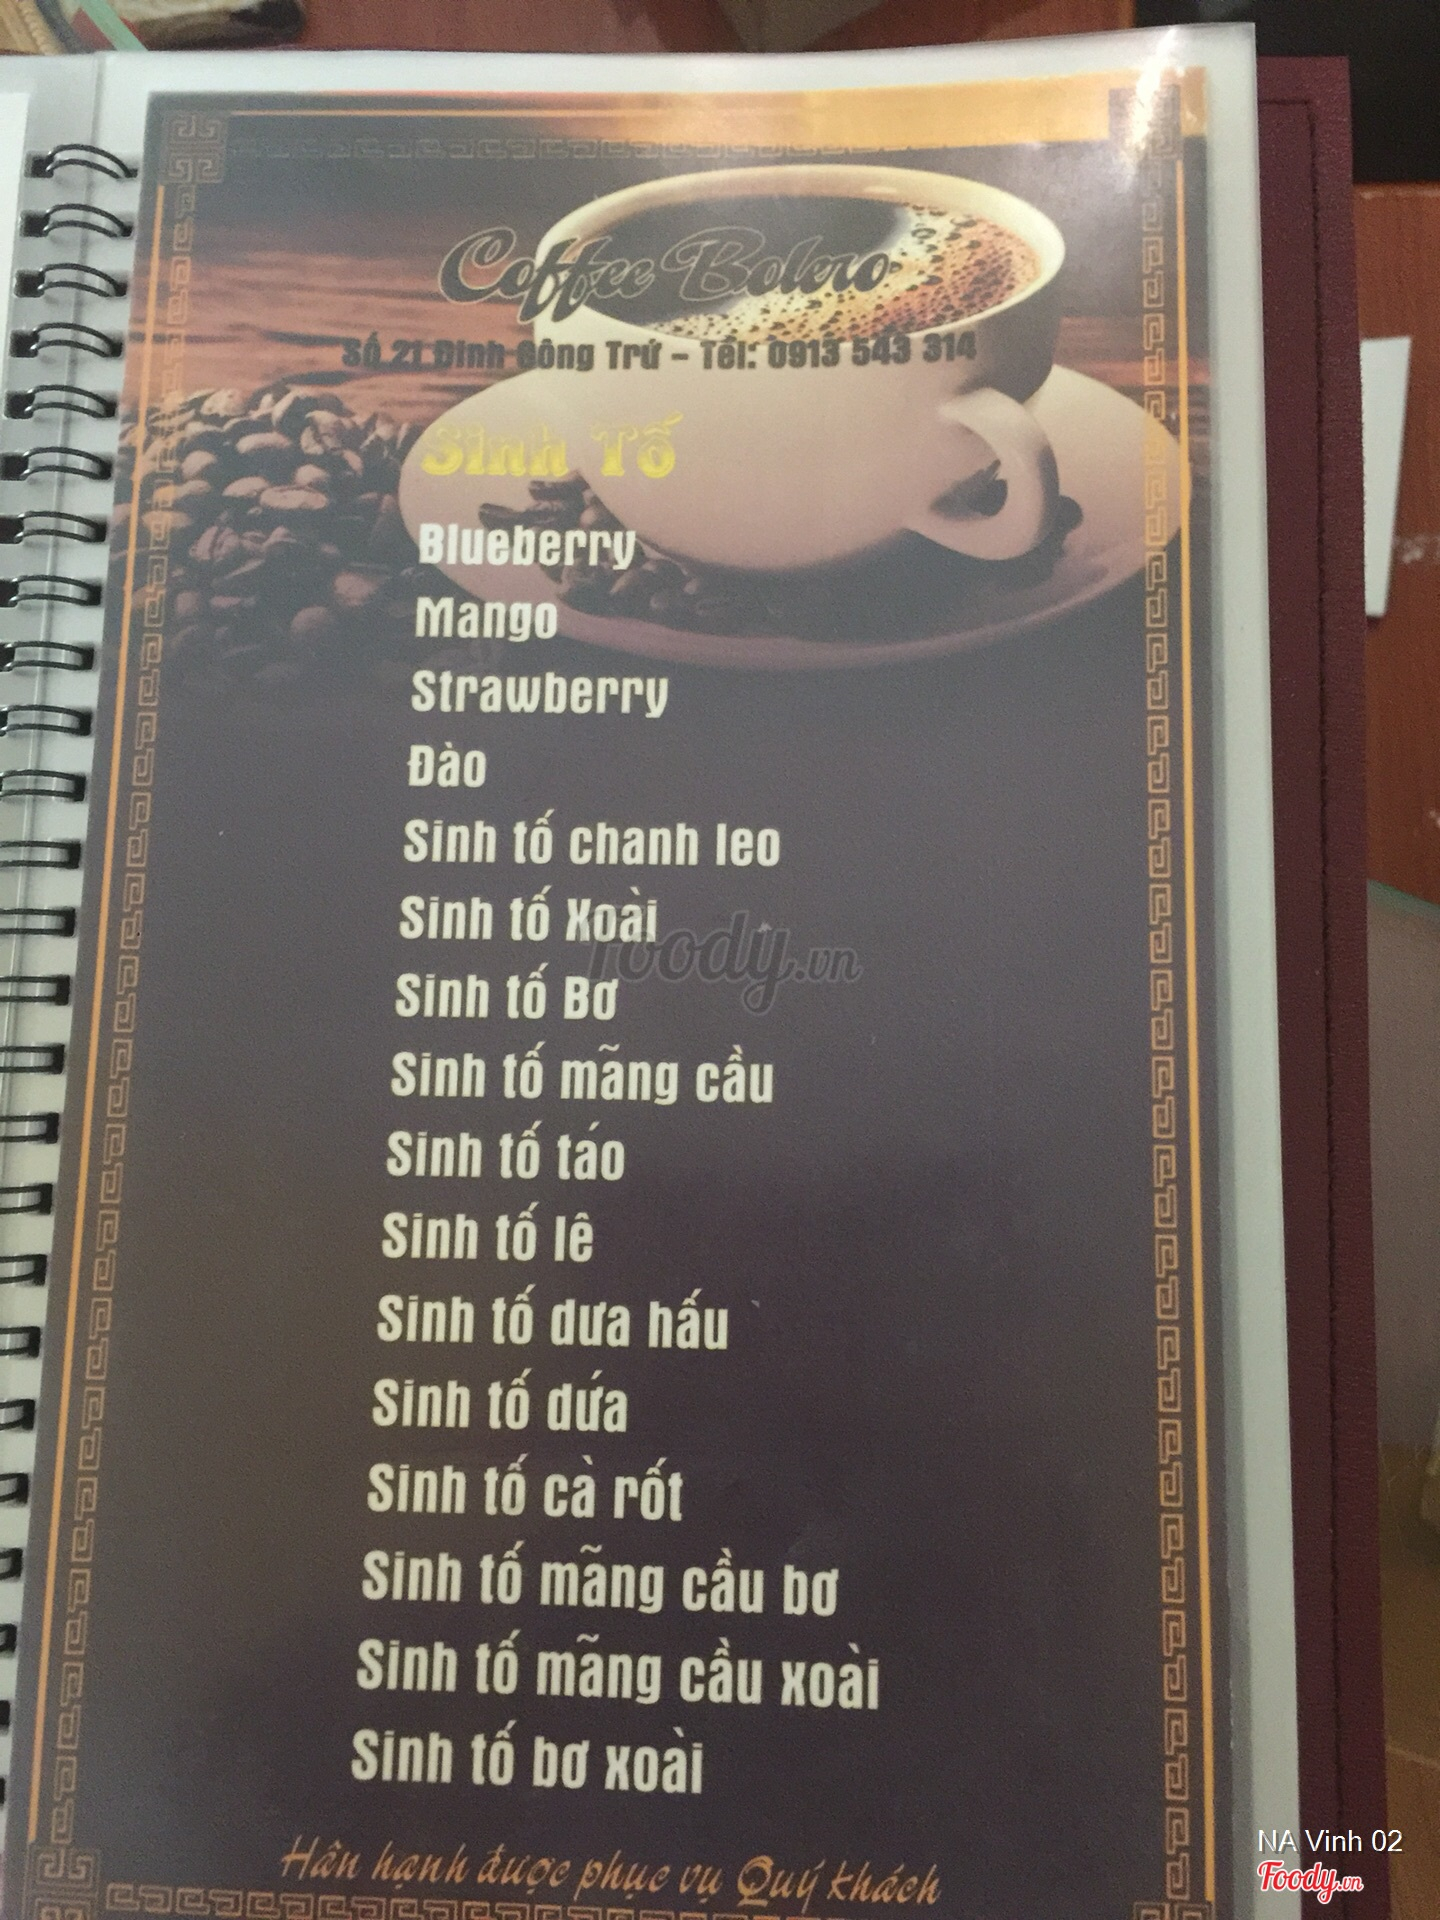 Coffee Bolero
Số 21 Đinh Công Trứ - Tel: 0913 543 314
Sinh Tố
Blueberry
Mango
Strawberry
Đào
Sinh tố chanh leo
Sinh tố Xoài
Foody.vn
Sinh tố Bơ
Sinh tố mãng cầu
Sinh tố táo
Sinh tố lê
Sinh tố dưa hấu
Sinh tố dứa
Sinh tố cà rốt
Sinh tố mãng cầu bơ
Sinh tố mãng cầu xoài
Sinh tố bơ xoài
Hân hạnh được phục vụ Quý khách
NA Vinh 02
Foody.vn